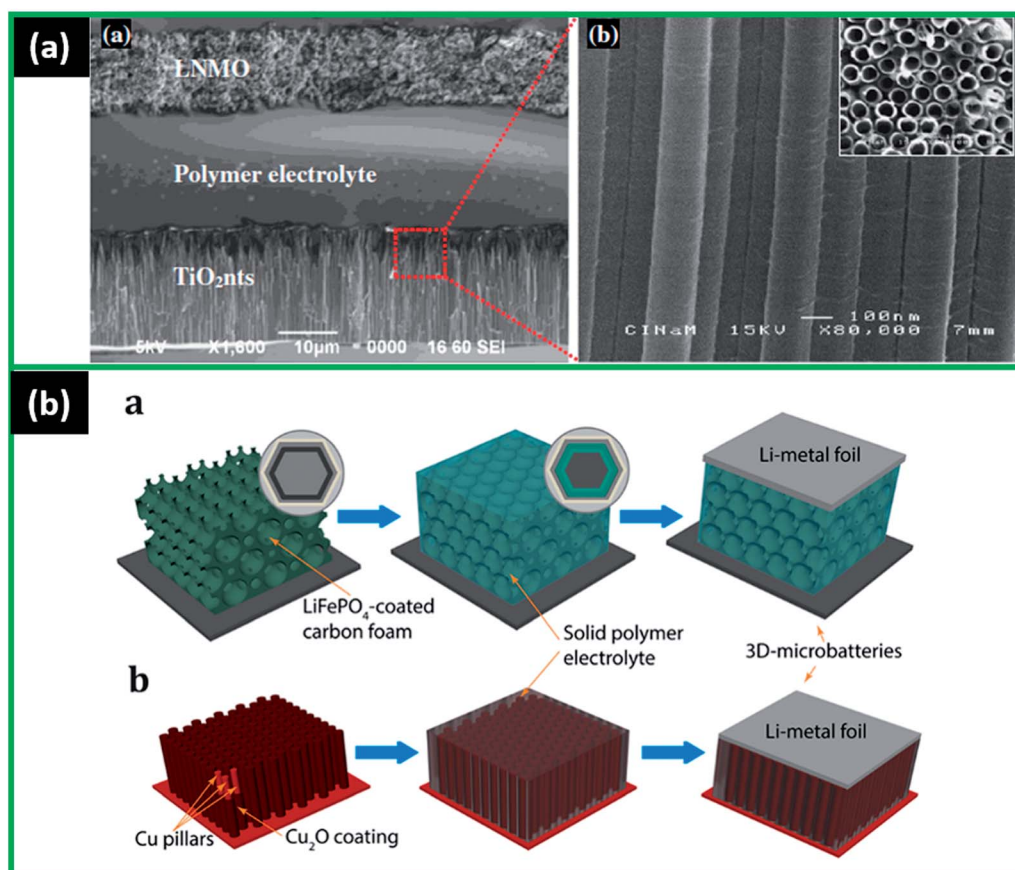 (a)
(a)
LNMO
Polymer electrolyte
TiO₂nts
5kV X1,600 10μm 0000 16 60 SEI
(b)
100nm
CINaM 15KV X80,000 7mm
(b)
a
Li-metal foil
LiFePO₄-coated
carbon foam
Solid polymer
electrolyte
3D-microbatteries
b
Li-metal foil
Cu pillars
Cu₂O coating